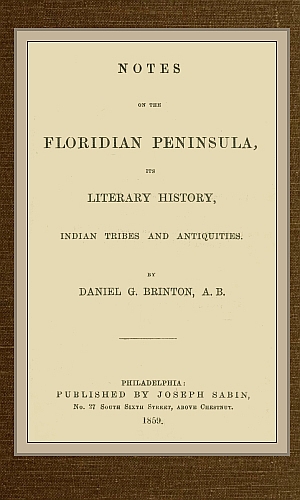 NOTES
ON THE
FLORIDIAN PENINSULA,
ITS
LITERARY HISTORY,
INDIAN TRIBES AND ANTIQUITIES.
BY
DANIEL G. BRINTON, A. B.
PHILADELPHIA:
PUBLISHED BY JOSEPH SABIN,
No. 27 South Sixth Street, above Chestnut.
1859.